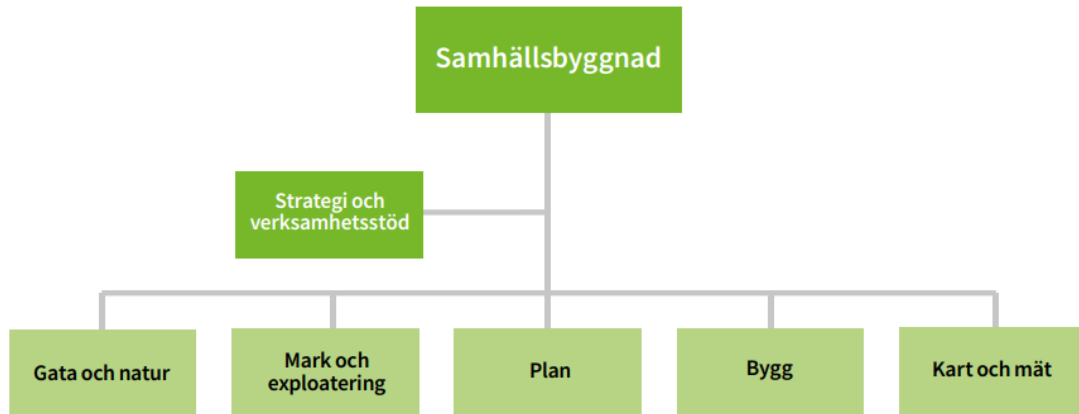 Samhällsbyggnad
Strategi och
verksamhetsstöd
Gata och natur
Mark och
exploatering
Plan
Bygg
Kart och mät